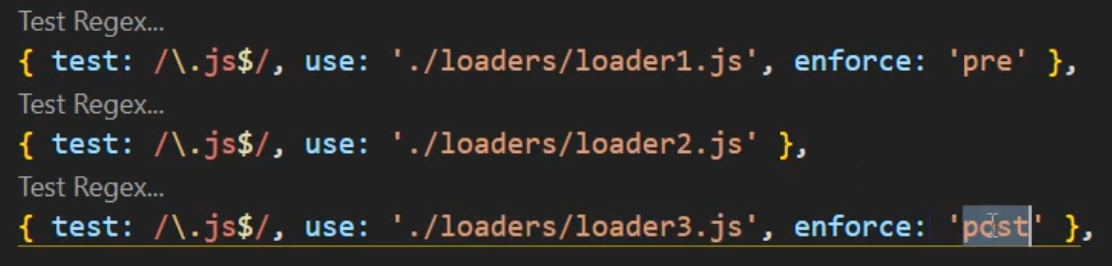 Test Regex...
{ test: /\.js$/, use: './loaders/loader1.js', enforce: 'pre' },
Test Regex...
{ test: /\.js$/, use: './loaders/loader2.js' },
Test Regex...
{ test: /\.js$/, use: './loaders/loader3.js', enforce: 'post' },